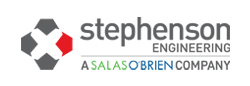 stephenson
ENGINEERING
A SALAS O'BRIEN COMPANY